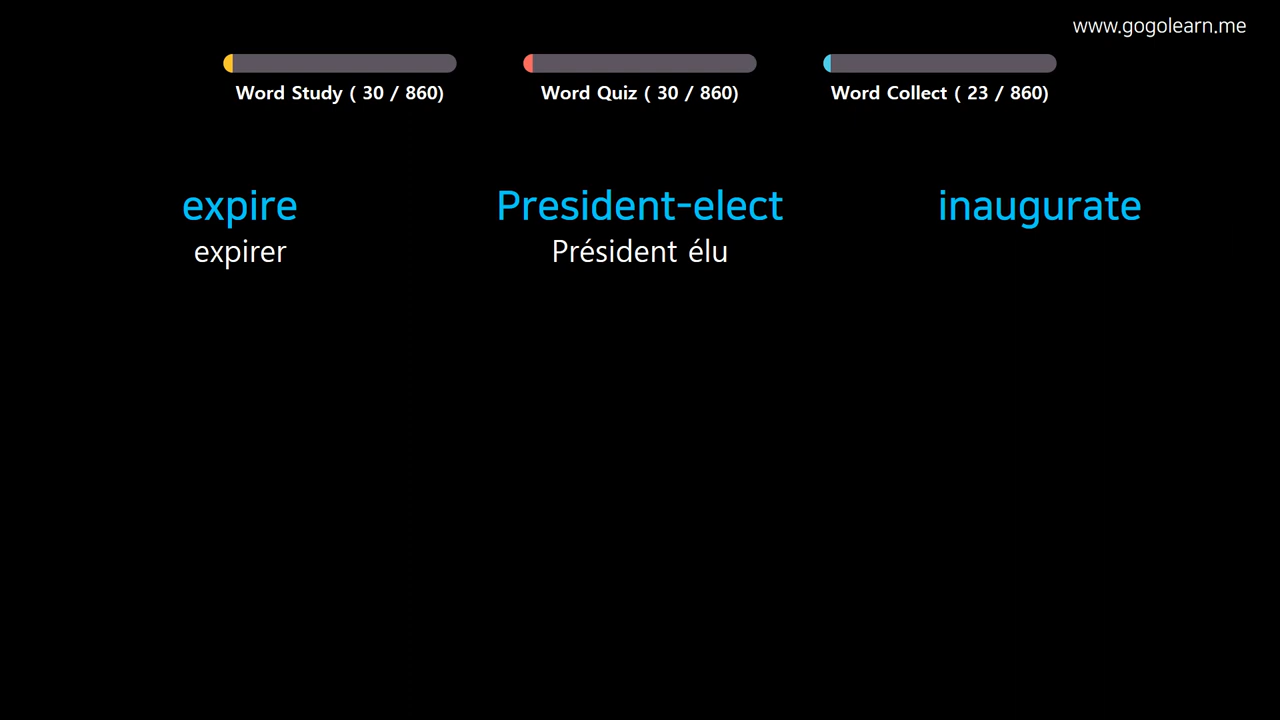 www.gogolearn.me
Word Study ( 30 / 860)
Word Quiz ( 30 / 860)
Word Collect ( 23 / 860)
expire
President-elect
inaugurate
expirer
Président élu